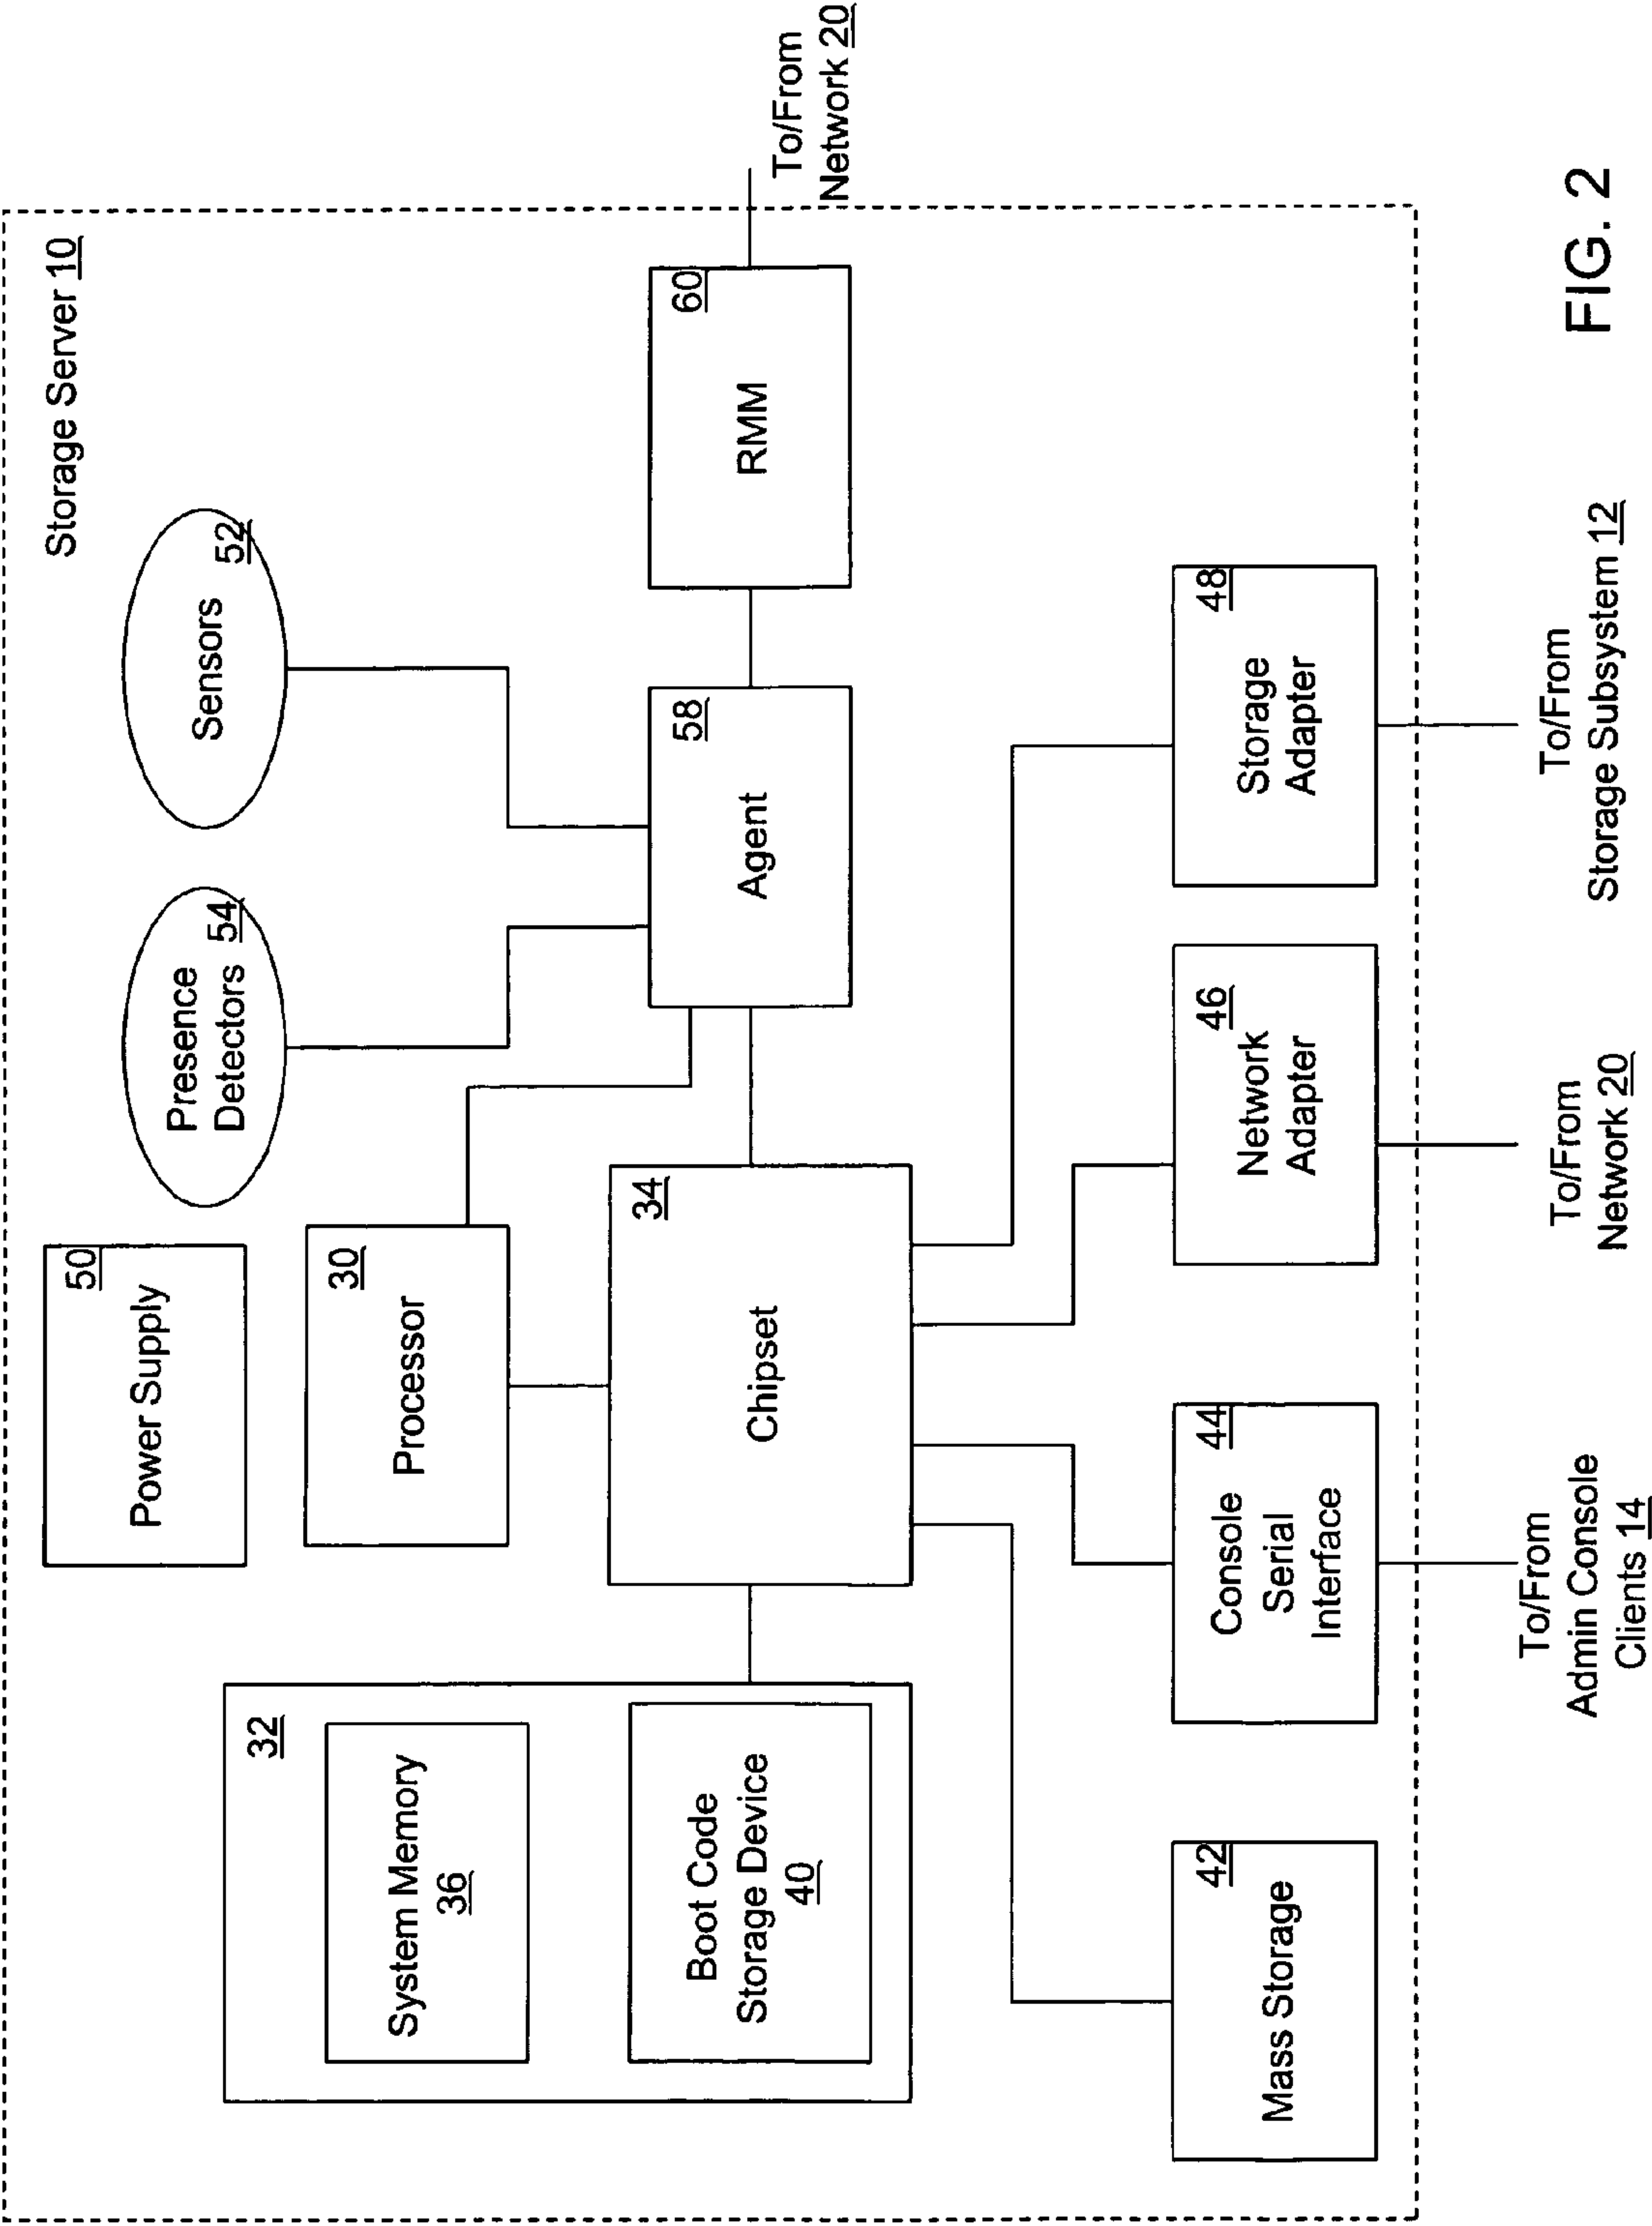 Storage Server 10
Power Supply
50
Presence
Detectors 54
Sensors
52
32
System Memory
36
Boot Code
Storage Device
40
Processor
30
Chipset
34
Agent
58
RMM
60
To/From
Network 20
Mass Storage
42
Console
Serial
Interface
44
Network
Adapter
46
Storage
Adapter
48
To/From
Admin Console
Clients 14
To/From
Network 20
To/From
Storage Subsystem 12
FIG. 2